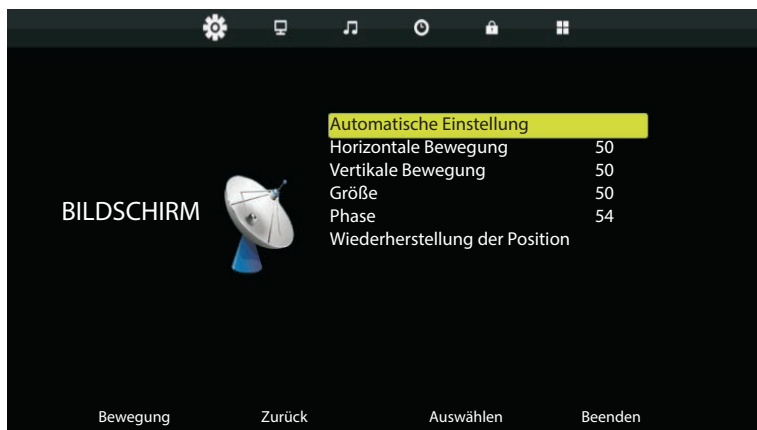 Automatische Einstellung
Horizontale Bewegung 50
Vertikale Bewegung 50
Größe 50
BILDSCHIRM
Phase 54
Wiederherstellung der Position
Bewegung Zurück Auswählen Beenden